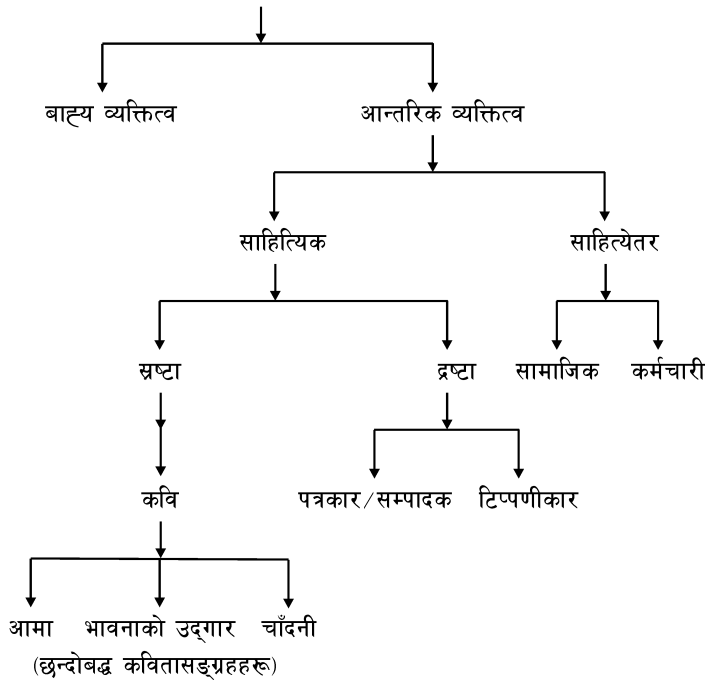 बाह्य व्यक्तित्व आन्तरिक व्यक्तित्व
साहित्यिक साहित्येतर
स्रष्टा द्रष्टा सामाजिक कर्मचारी
कवि पत्रकार/सम्पादक टिप्पणीकार
आमा भावनाको उद्‌गार चाँदनी
(छन्दोबद्ध कवितासङ्ग्रहहरू)